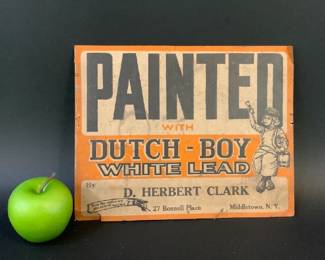 PAINTED
WITH
DUTCH-BOY
WHITE LEAD
By
D. HERBERT CLARK
27 Bonnell Place Middletown, N. Y.